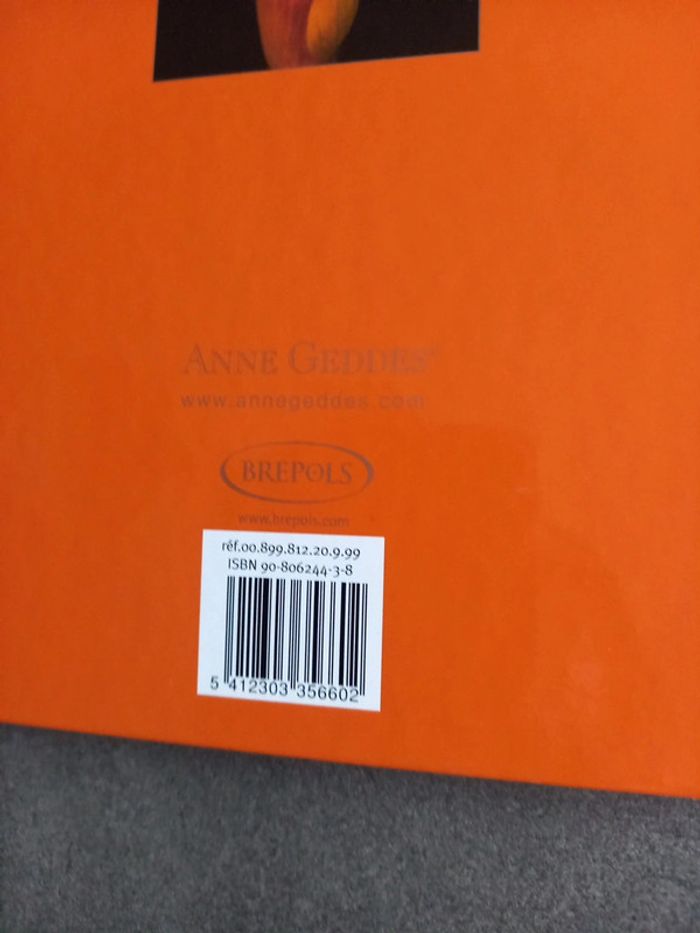 ANNE GEDDES®
www.annegeddes.com
BREPOLS
www.brepols.com
réf.00.899.812.20.9.99
ISBN 90-806244-3-8
5 412303 356602